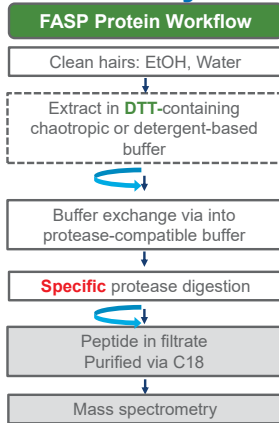 FASP Protein Workflow
Clean hairs: EtOH, Water
Extract in DTT-containing
chaotropic or detergent-based
buffer
Buffer exchange via into
protease-compatible buffer
Specific protease digestion
Peptide in filtrate
Purified via C18
Mass spectrometry